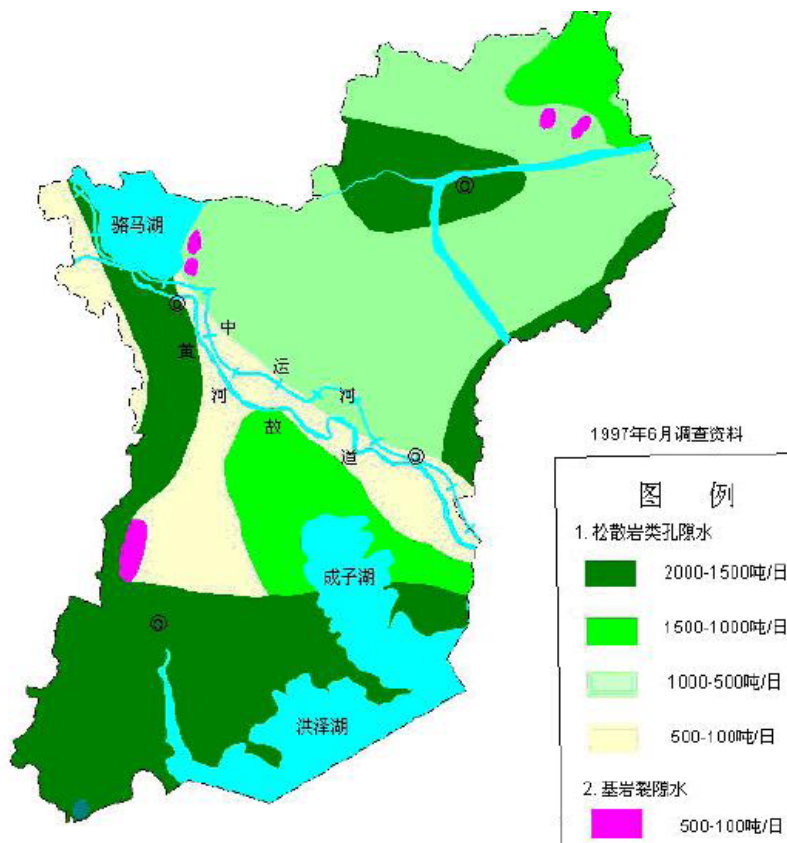 骆马湖
中
黄
运
河
河
故
道
成子湖
洪泽湖
1997年6月调查资料
图 例
1. 松散岩类孔隙水
2000-1500吨/日
1500-1000吨/日
1000-500吨/日
500-100吨/日
2. 基岩裂隙水
500-100吨/日